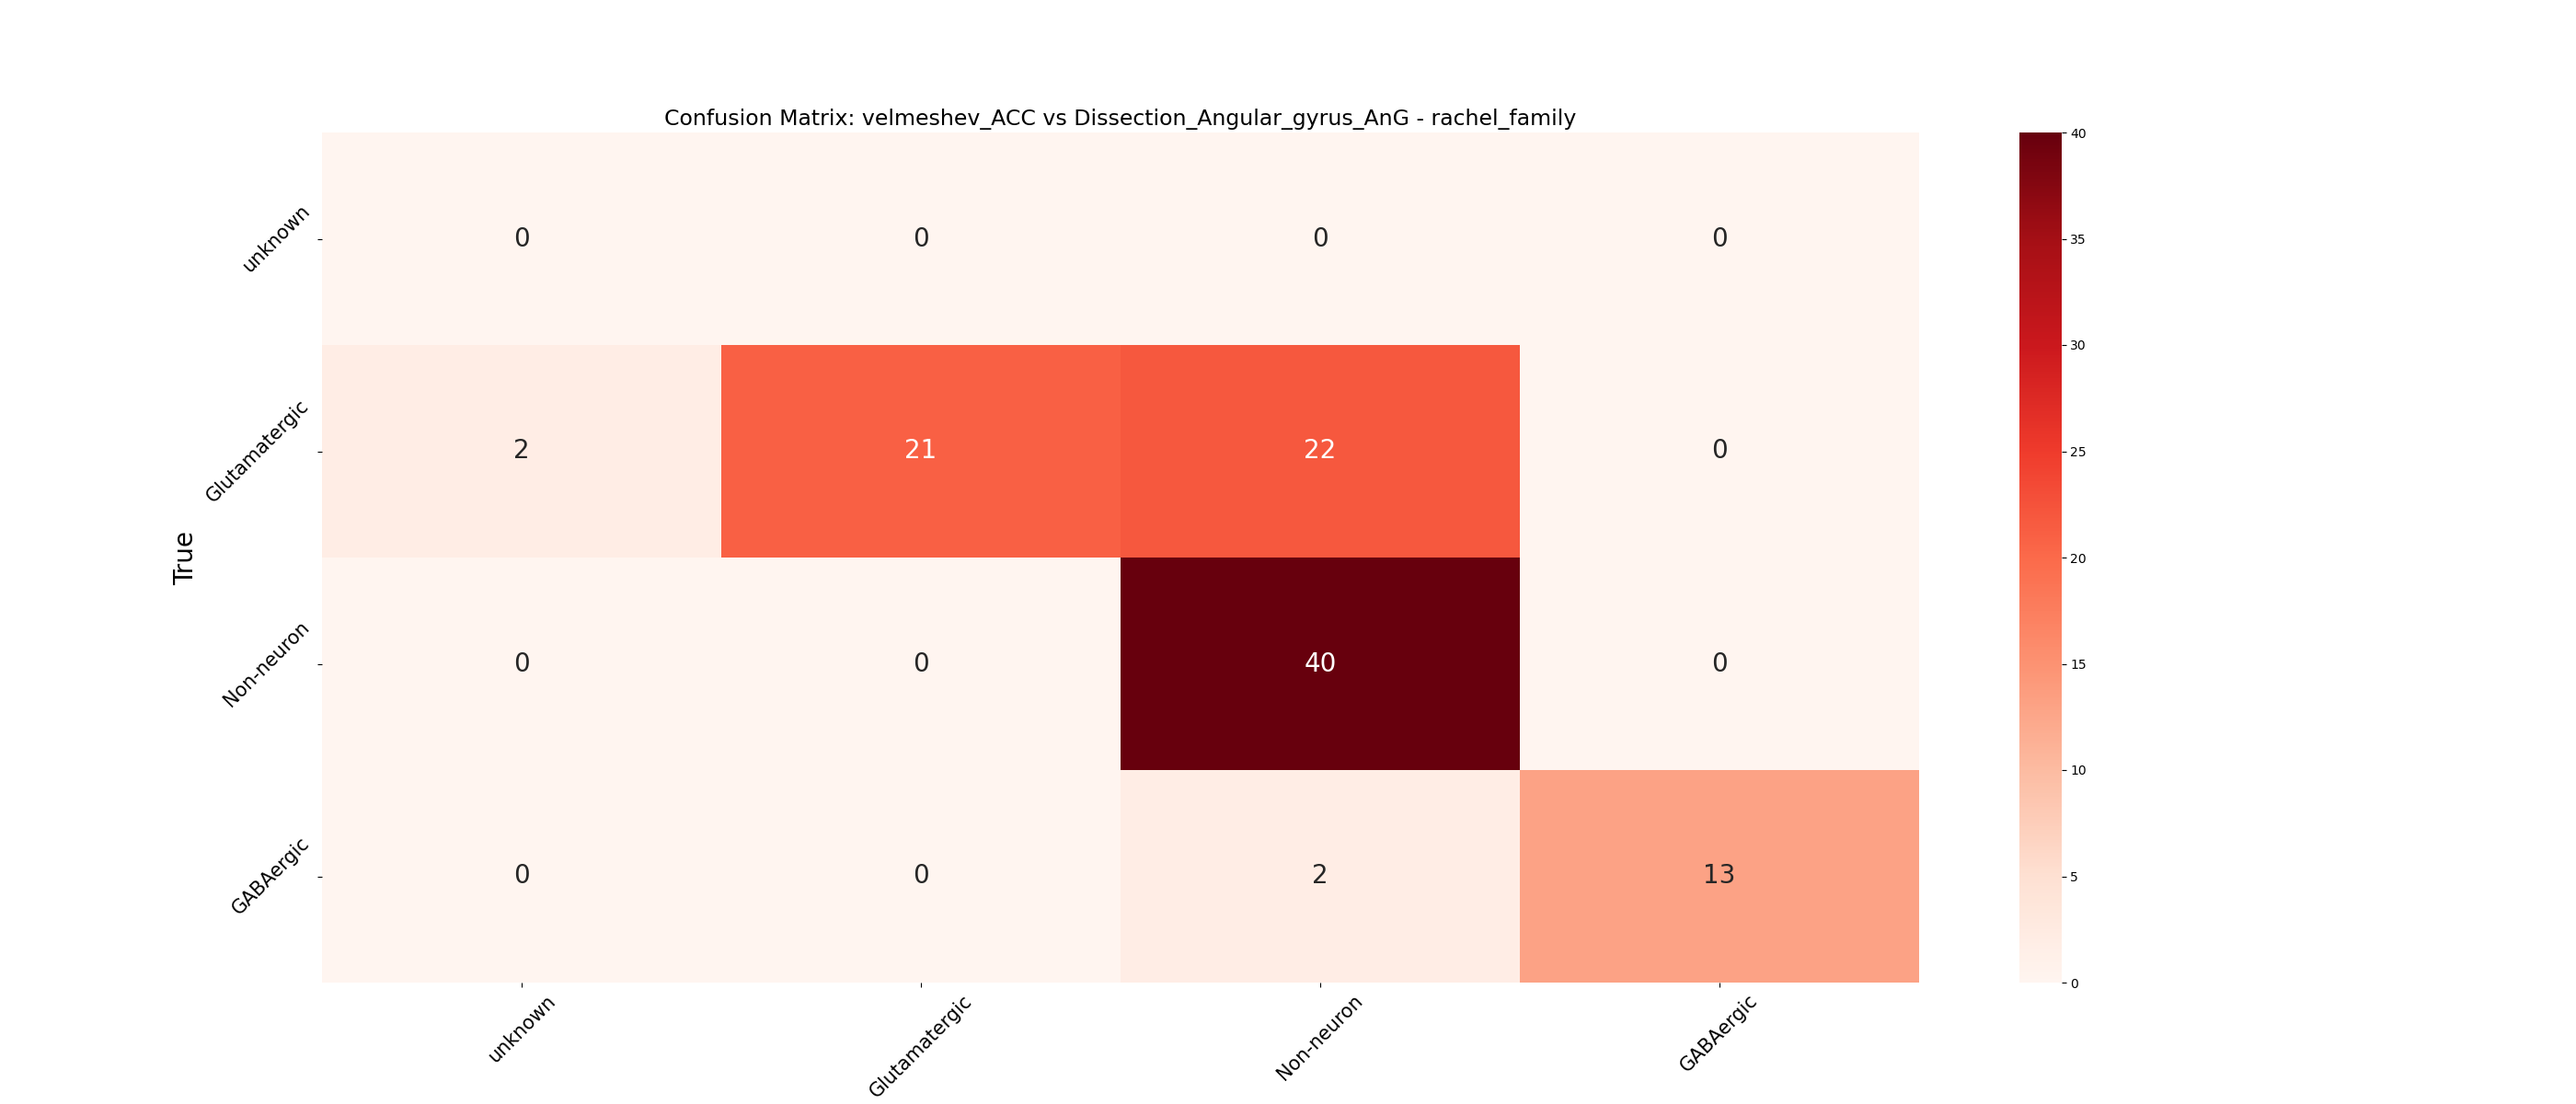 Confusion Matrix: velmeshev_ACC vs Dissection_Angular_gyrus_AnG - rachel_family
True
unknown 0 0 0 0
Glutamatergic 2 21 22 0
Non-neuron 0 0 40 0
GABAergic 0 0 2 13
unknown Glutamatergic Non-neuron GABAergic
40
35
30
25
20
15
10
5
0